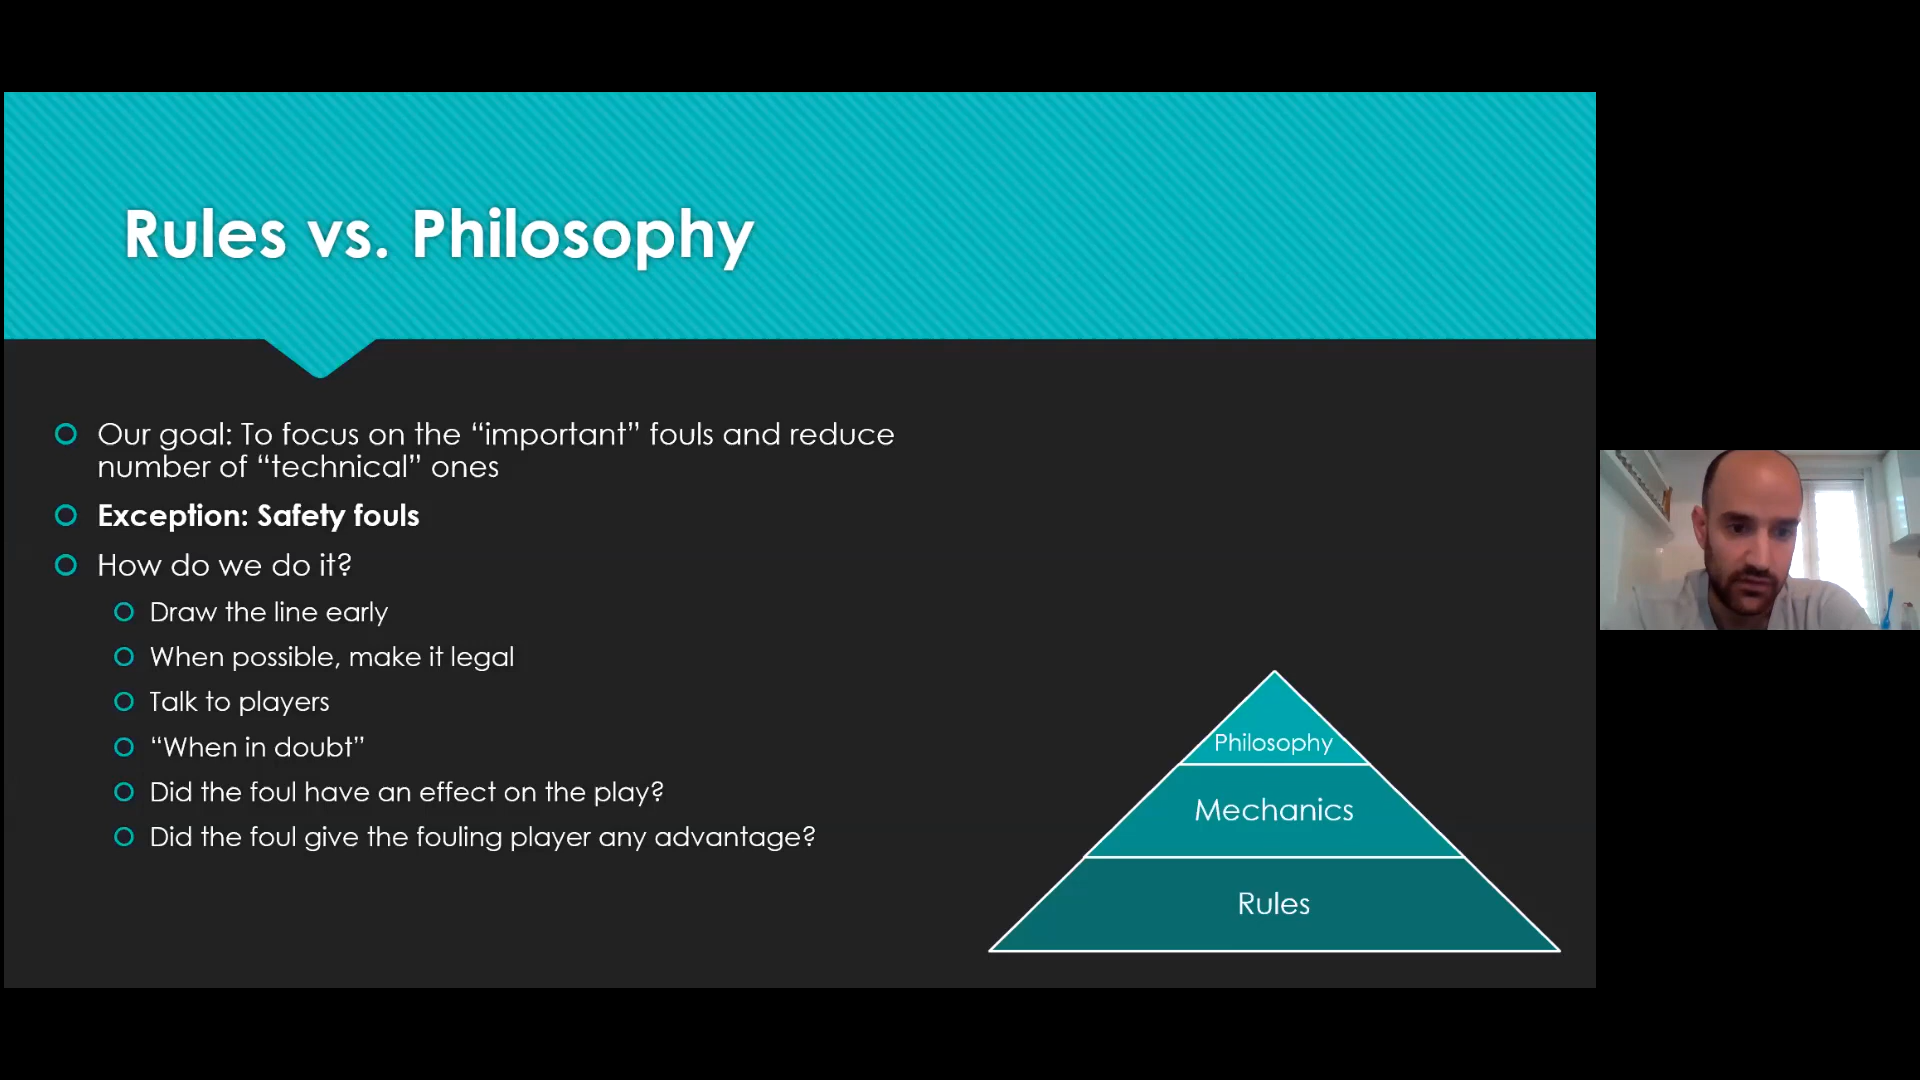 Rules vs. Philosophy
Our goal: To focus on the “important” fouls and reduce
number of “technical” ones
Exception: Safety fouls
How do we do it?
Draw the line early
When possible, make it legal
Talk to players
“When in doubt”
Did the foul have an effect on the play?
Did the foul give the fouling player any advantage?
Philosophy
Mechanics
Rules